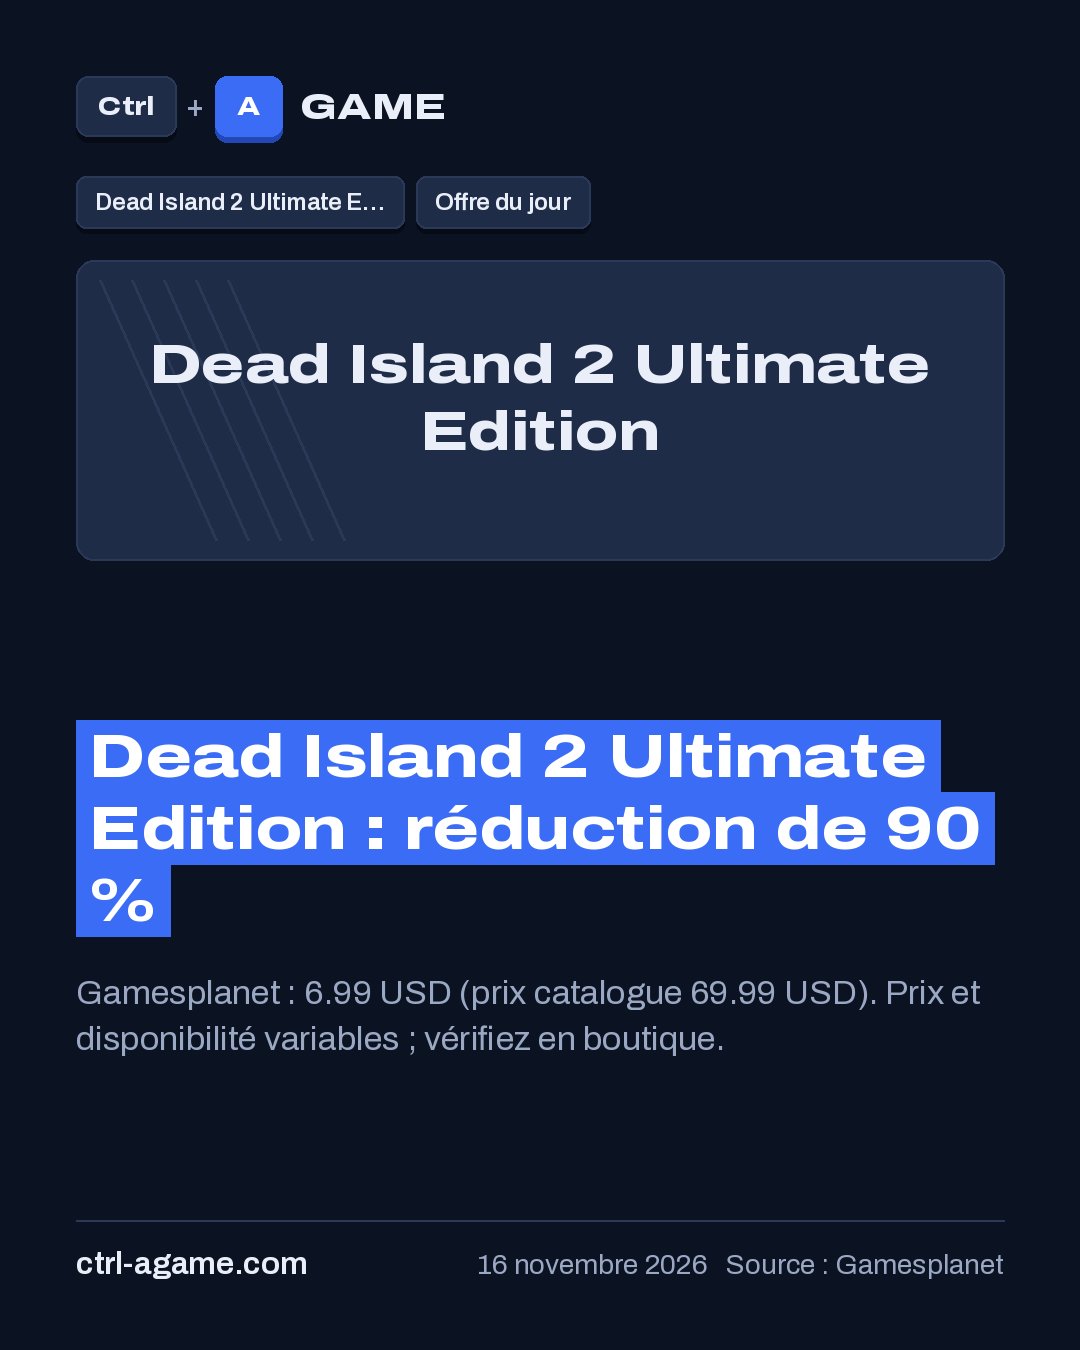 Ctrl + A GAME
Dead Island 2 Ultimate E... Offre du jour
Dead Island 2 Ultimate
Edition
Dead Island 2 Ultimate
Edition : réduction de 90
%
Gamesplanet : 6.99 USD (prix catalogue 69.99 USD). Prix et
disponibilité variables ; vérifiez en boutique.
ctrl-agame.com 16 novembre 2026 Source : Gamesplanet